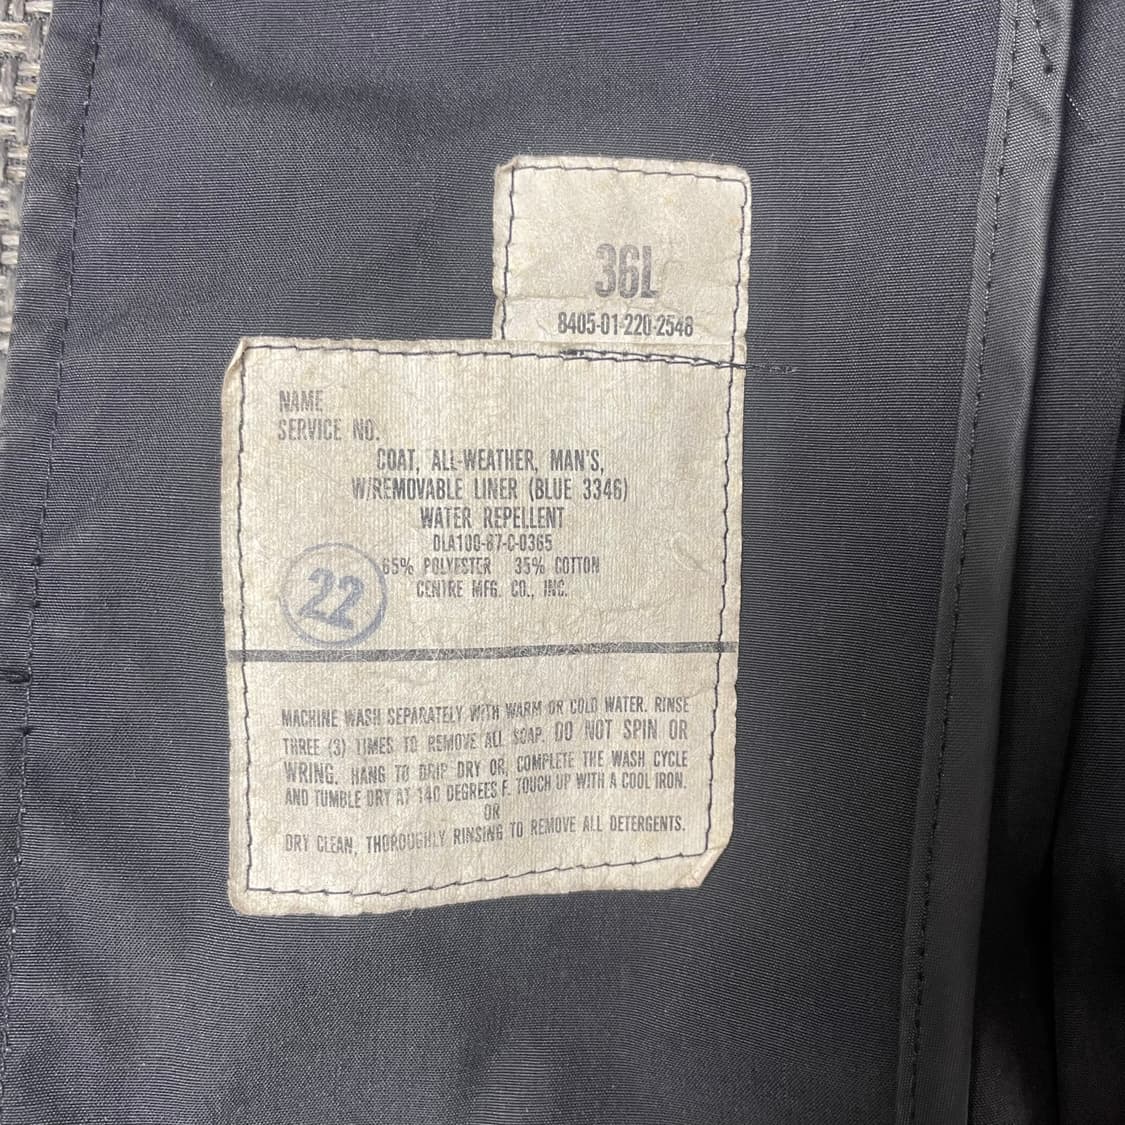 36L
8405-01-220-2548
NAME
SERVICE NO.
COAT, ALL-WEATHER, MAN'S,
W/REMOVABLE LINER (BLUE 3346)
WATER REPELLENT
DLA100-87-C-0365
65% POLYESTER 35% COTTON
CENTRE MFG. CO., INC.
22
MACHINE WASH SEPARATELY WITH WARM OR COLD WATER. RINSE
THREE (3) TIMES TO REMOVE ALL SOAP. DO NOT SPIN OR
WRING. HANG TO DRIP DRY OR, COMPLETE THE WASH CYCLE
AND TUMBLE DRY AT 140 DEGREES F. TOUCH UP WITH A COOL IRON.
OR
DRY CLEAN, THOROUGHLY RINSING TO REMOVE ALL DETERGENTS.